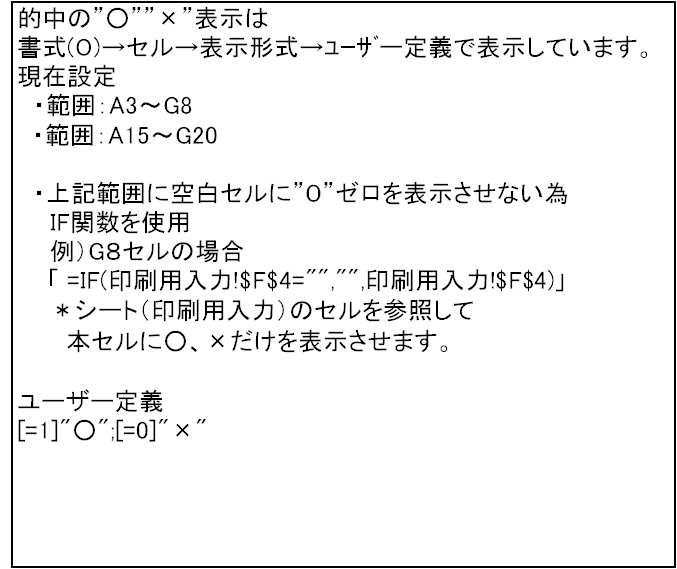 的中の”〇””×”表示は
書式(O)→セル→表示形式→ﾕｰｻﾞｰ定義で表示しています。
現在設定
・範囲：A3～G8
・範囲：A15～G20
・上記範囲に空白セルに”0”ゼロを表示させない為
IF関数を使用
例）G8セルの場合
「 =IF(印刷用入力!$F$4="","",印刷用入力!$F$4)」
＊シート（印刷用入力）のセルを参照して
本セルに〇、×だけを表示させます。
ユーザー定義
[=1]"〇";[=0]"×"